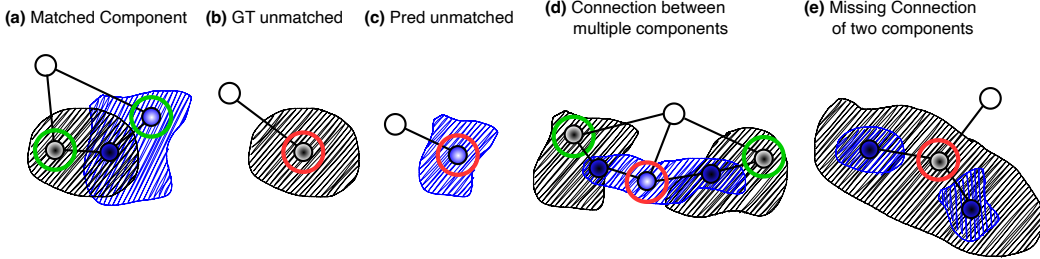 (a) Matched Component
(b) GT unmatched
(c) Pred unmatched
(d) Connection between
multiple components
(e) Missing Connection
of two components